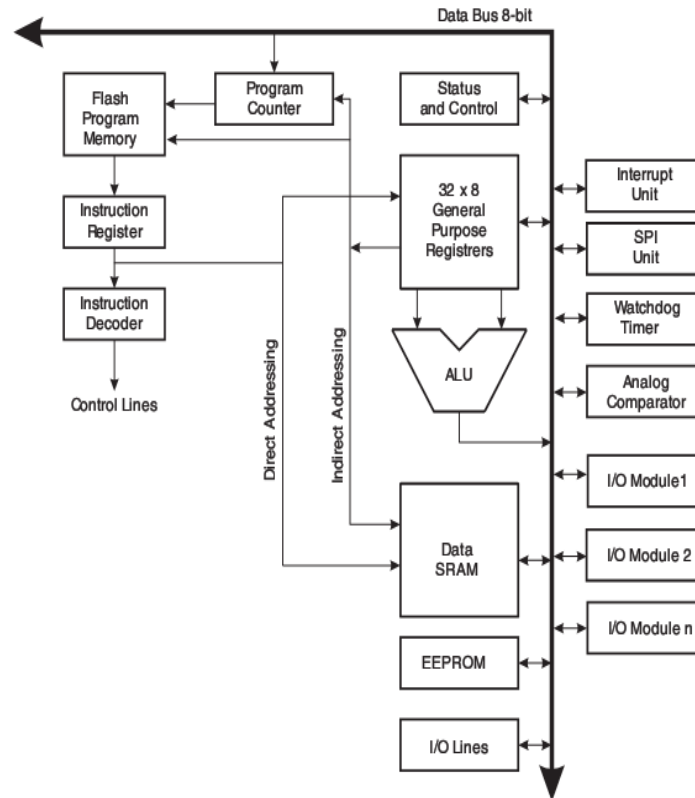 Data Bus 8-bit
Flash
Program
Memory
Program
Counter
Status
and Control
Interrupt
Unit
32 x 8
General
Purpose
Registrers
Instruction
Register
SPI
Unit
Instruction
Decoder
Watchdog
Timer
ALU
Analog
Comparator
Control Lines
Direct Addressing
Indirect Addressing
I/O Module1
Data
SRAM
I/O Module 2
I/O Module n
EEPROM
I/O Lines